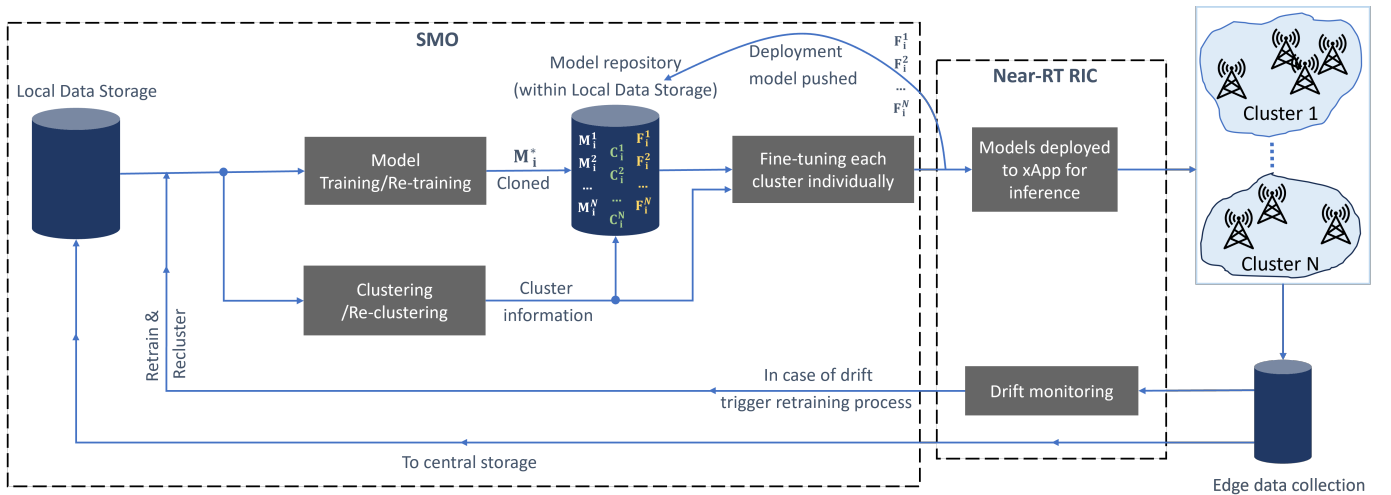 SMO
Local Data Storage
Model repository
(within Local Data Storage)
Deployment
model pushed
F_i^1
F_i^2
...
F_i^N
Near-RT RIC
Cluster 1
Model
Training/Re-training
M_i^*
Cloned
M_i^1
M_i^2
...
M_i^N
C_i^1
C_i^2
...
C_i^N
F_i^1
F_i^2
...
F_i^N
Fine-tuning each
cluster individually
Models deployed
to xApp for
inference
Cluster N
Clustering
/Re-clustering
Cluster
information
Retrain &
Recluster
In case of drift
trigger retraining process
Drift monitoring
To central storage
Edge data collection